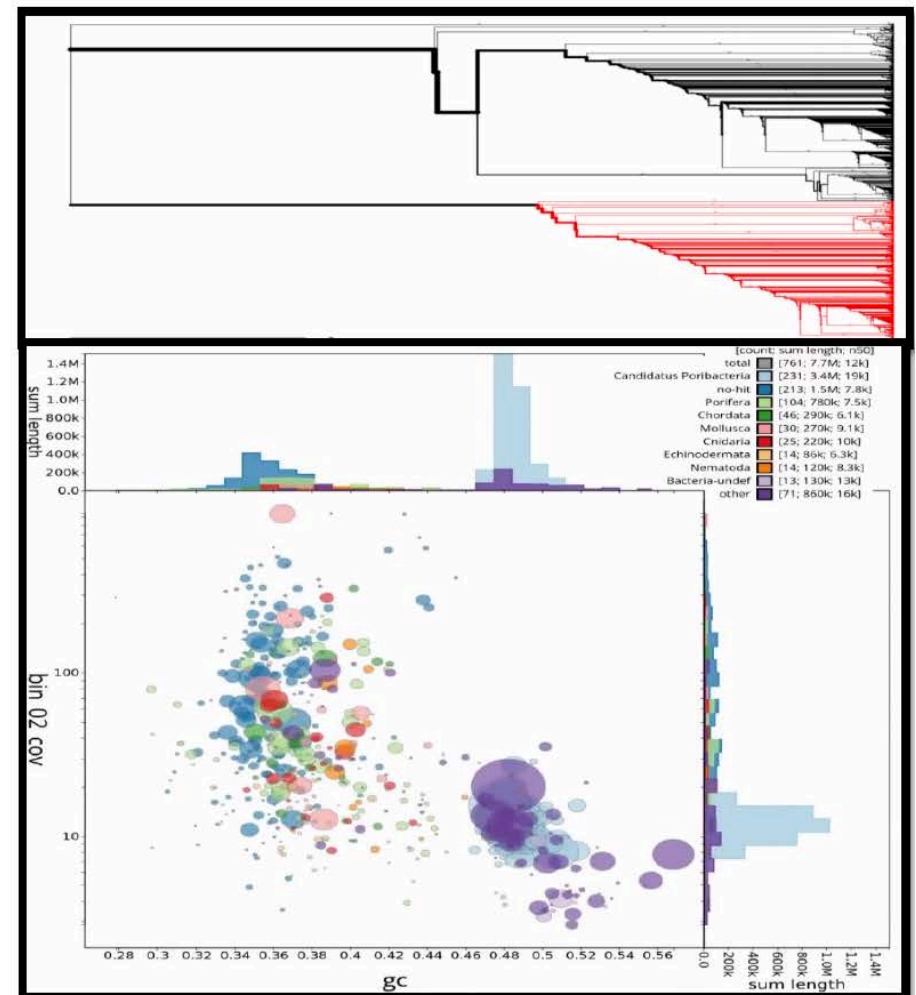 [count; sum length; n50]
total [761; 7.7M; 12k]
Candidatus Poribacteria [231; 3.4M; 19k]
no-hit [213; 1.5M; 7.8k]
Porifera [104; 780k; 7.5k]
Chordata [46; 290k; 6.1k]
Mollusca [30; 270k; 9.1k]
Cnidaria [25; 220k; 10k]
Echinodermata [14; 86k; 6.3k]
Nematoda [14; 120k; 8.3k]
Bacteria-undef [13; 130k; 13k]
other [71; 860k; 16k]
sum length
1.4M
1.2M
1.0M
800k
600k
400k
200k
0.0
bin_02_cov
100
10
0.28 0.3 0.32 0.34 0.36 0.38 0.4 0.42 0.44 0.46 0.48 0.5 0.52 0.54 0.56
gc
0.0 200k 400k 600k 800k 1.0M 1.2M 1.4M
sum length